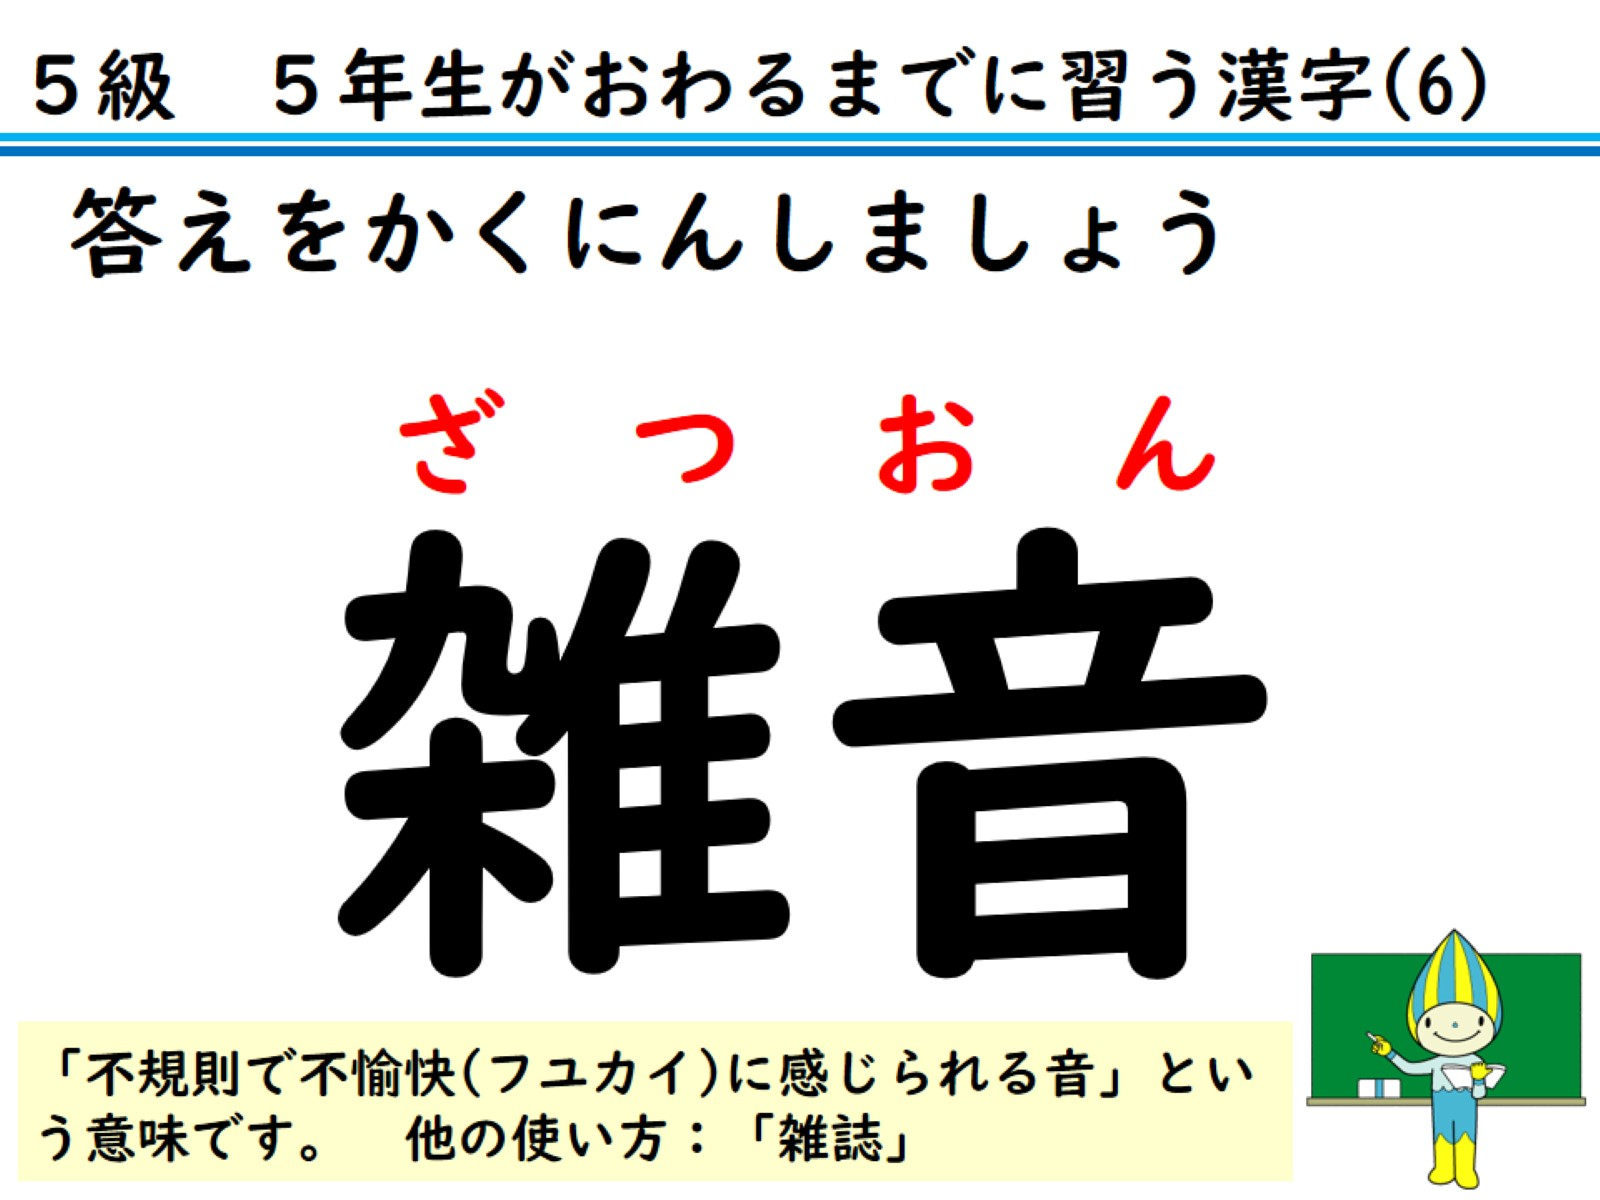 ５級　５年生がおわるまでに習う漢字(6)
答えをかくにんしましょう
ざつおん
雑音
「不規則で不愉快(フユカイ)に感じられる音」とい
う意味です。　他の使い方：「雑誌」